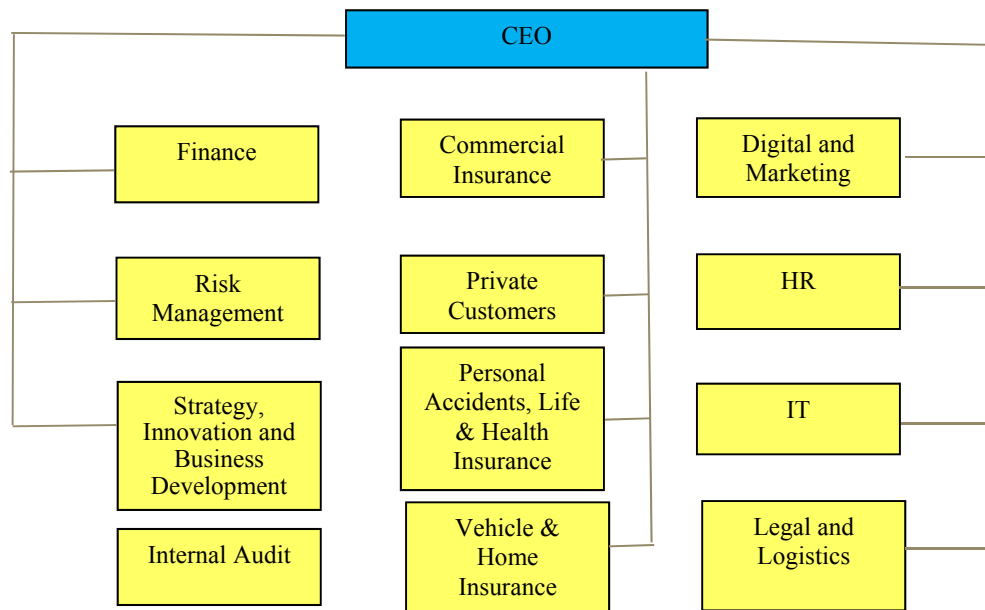 CEO
Finance
Commercial
Insurance
Digital and
Marketing
Risk
Management
Private
Customers
HR
Strategy,
Innovation and
Business
Development
Personal
Accidents, Life
& Health
Insurance
IT
Internal Audit
Vehicle &
Home
Insurance
Legal and
Logistics